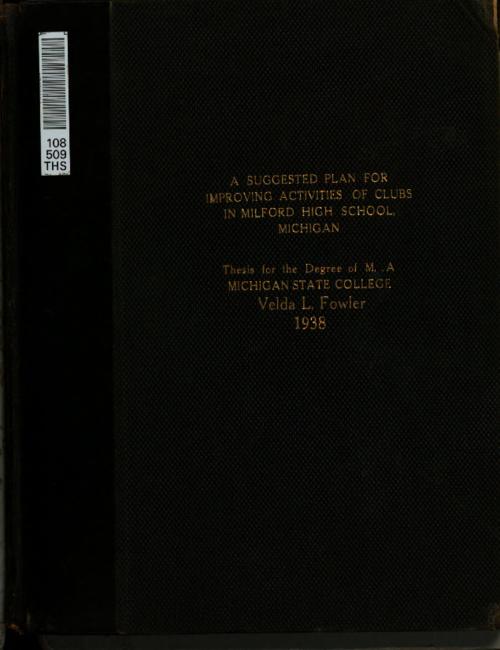 108
509
THS
A SUGGESTED PLAN FOR
IMPROVING ACTIVITIES OF CLUBS
IN MILFORD HIGH SCHOOL,
MICHIGAN
Thesis for the Degree of M. A
MICHIGAN STATE COLLEGE
Velda L. Fowler
1938